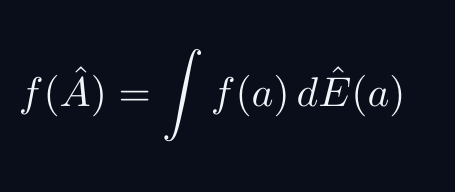 f(Â) = ∫ f(a) dÊ(a)